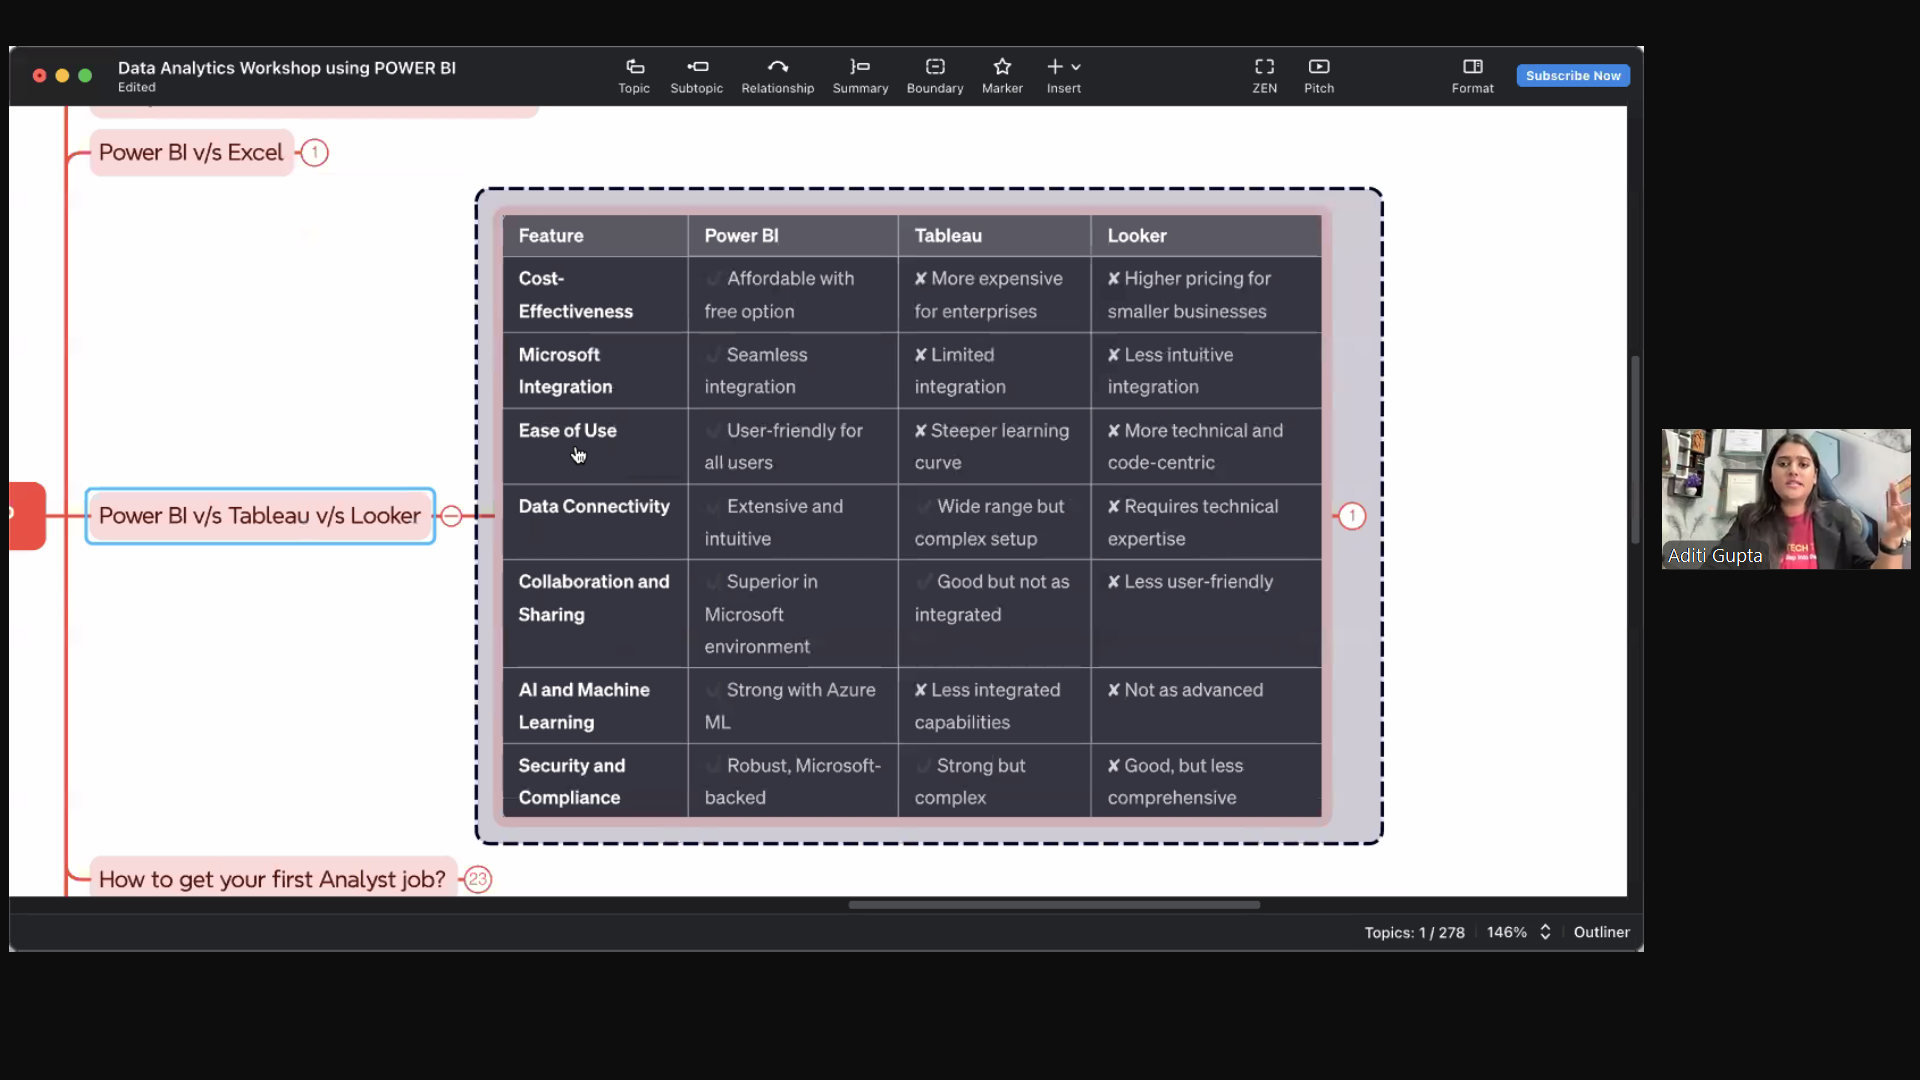 Data Analytics Workshop using POWER BI
Edited
Topic
Subtopic
Relationship
Summary
Boundary
Marker
Insert
ZEN
Pitch
Format
Subscribe Now
Power BI v/s Excel
1
Feature
Power BI
Tableau
Looker
Cost-
Effectiveness
✓ Affordable with
free option
✘ More expensive
for enterprises
✘ Higher pricing for
smaller businesses
Microsoft
Integration
✓ Seamless
integration
✘ Limited
integration
✘ Less intuitive
integration
Ease of Use
✓ User-friendly for
all users
✘ Steeper learning
curve
✘ More technical and
code-centric
Data Connectivity
✓ Extensive and
intuitive
✓ Wide range but
complex setup
✘ Requires technical
expertise
Collaboration and
Sharing
✓ Superior in
Microsoft
environment
✓ Good but not as
integrated
✘ Less user-friendly
AI and Machine
Learning
✓ Strong with Azure
ML
✘ Less integrated
capabilities
✘ Not as advanced
Security and
Compliance
✓ Robust, Microsoft-
backed
✓ Strong but
complex
✘ Good, but less
comprehensive
Power BI v/s Tableau v/s Looker
1
How to get your first Analyst job?
23
Topics: 1 / 278
146%
Outliner
TECH
Aditi Gupta